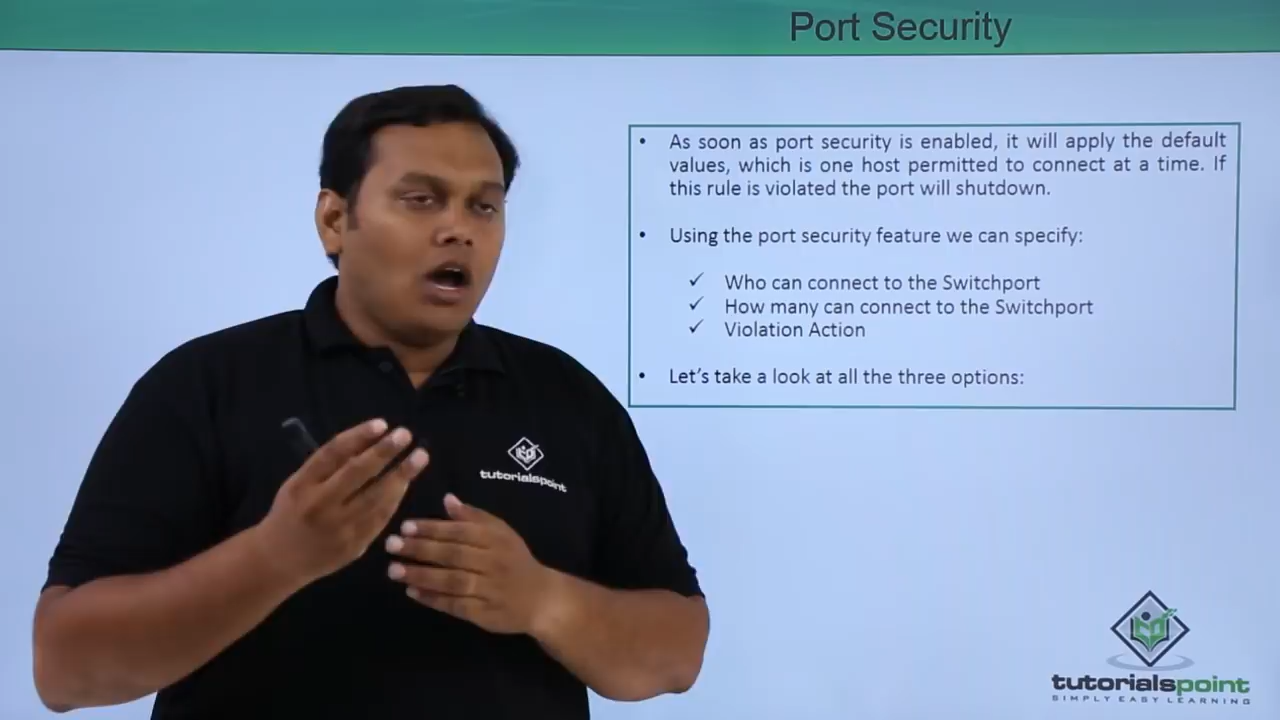 Port Security
• As soon as port security is enabled, it will apply the default
values, which is one host permitted to connect at a time. If
this rule is violated the port will shutdown.
• Using the port security feature we can specify:
✓ Who can connect to the Switchport
✓ How many can connect to the Switchport
✓ Violation Action
• Let's take a look at all the three options:
tutorialspoint
tutorialspoint
SIMPLY EASY LEARNING